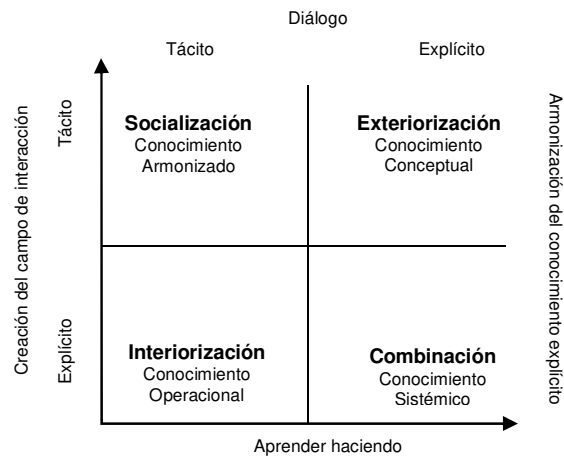 Diálogo
Tácito
Explícito
Creación del campo de interacción
Tácito
Explícito
Socialización
Conocimiento
Armonizado
Exteriorización
Conocimiento
Conceptual
Interiorización
Conocimiento
Operacional
Combinación
Conocimiento
Sistémico
Armonización del conocimiento explícito
Aprender haciendo